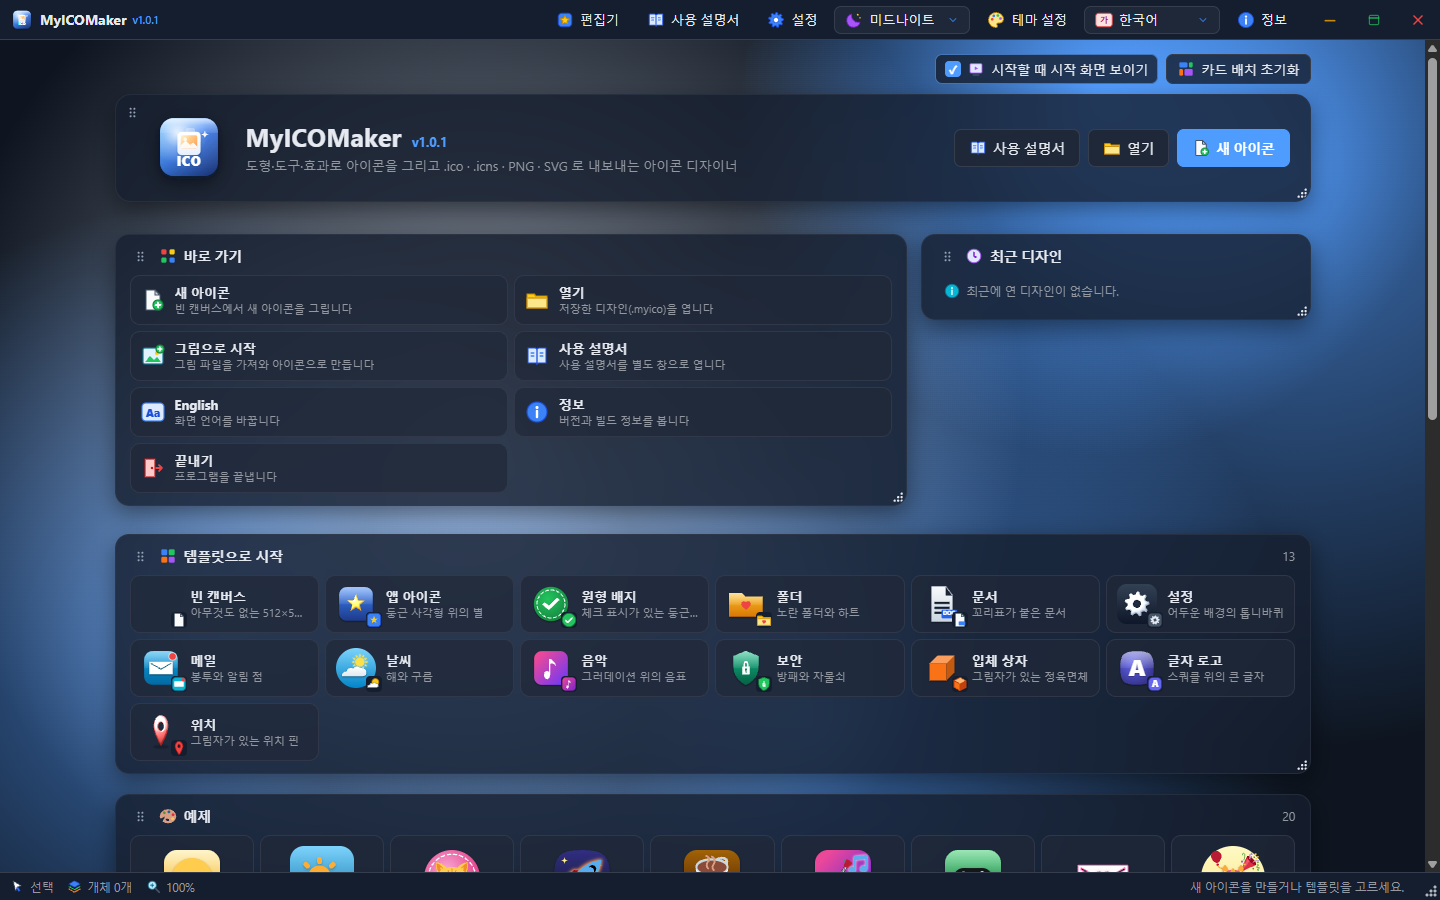 MyICOMaker v1.0.1
편집기
사용 설명서
설정
미드나이트
테마 설정
가
한국어
정보
시작할 때 시작 화면 보이기
카드 배치 초기화
ICO
MyICOMaker v1.0.1
도형·도구·효과로 아이콘을 그리고 .ico · .icns · PNG · SVG 로 내보내는 아이콘 디자이너
사용 설명서
열기
새 아이콘
바로 가기
새 아이콘
빈 캔버스에서 새 아이콘을 그립니다
열기
저장한 디자인(.myico)을 엽니다
그림으로 시작
그림 파일을 가져와 아이콘으로 만듭니다
사용 설명서
사용 설명서를 별도 창으로 엽니다
Aa
English
화면 언어를 바꿉니다
정보
버전과 빌드 정보를 봅니다
끝내기
프로그램을 끝냅니다
최근 디자인
최근에 연 디자인이 없습니다.
템플릿으로 시작
13
빈 캔버스
아무것도 없는 512×5...
앱 아이콘
둥근 사각형 위의 별
원형 배지
체크 표시가 있는 둥근...
폴더
노란 폴더와 하트
문서
꼬리표가 붙은 문서
설정
어두운 배경의 톱니바퀴
메일
봉투와 알림 점
날씨
해와 구름
음악
그러데이션 위의 음표
보안
방패와 자물쇠
입체 상자
그림자가 있는 정육면체
A
A
글자 로고
스쿼클 위의 큰 글자
위치
그림자가 있는 위치 핀
예제
20
선택
개체 0개
100%
새 아이콘을 만들거나 템플릿을 고르세요.